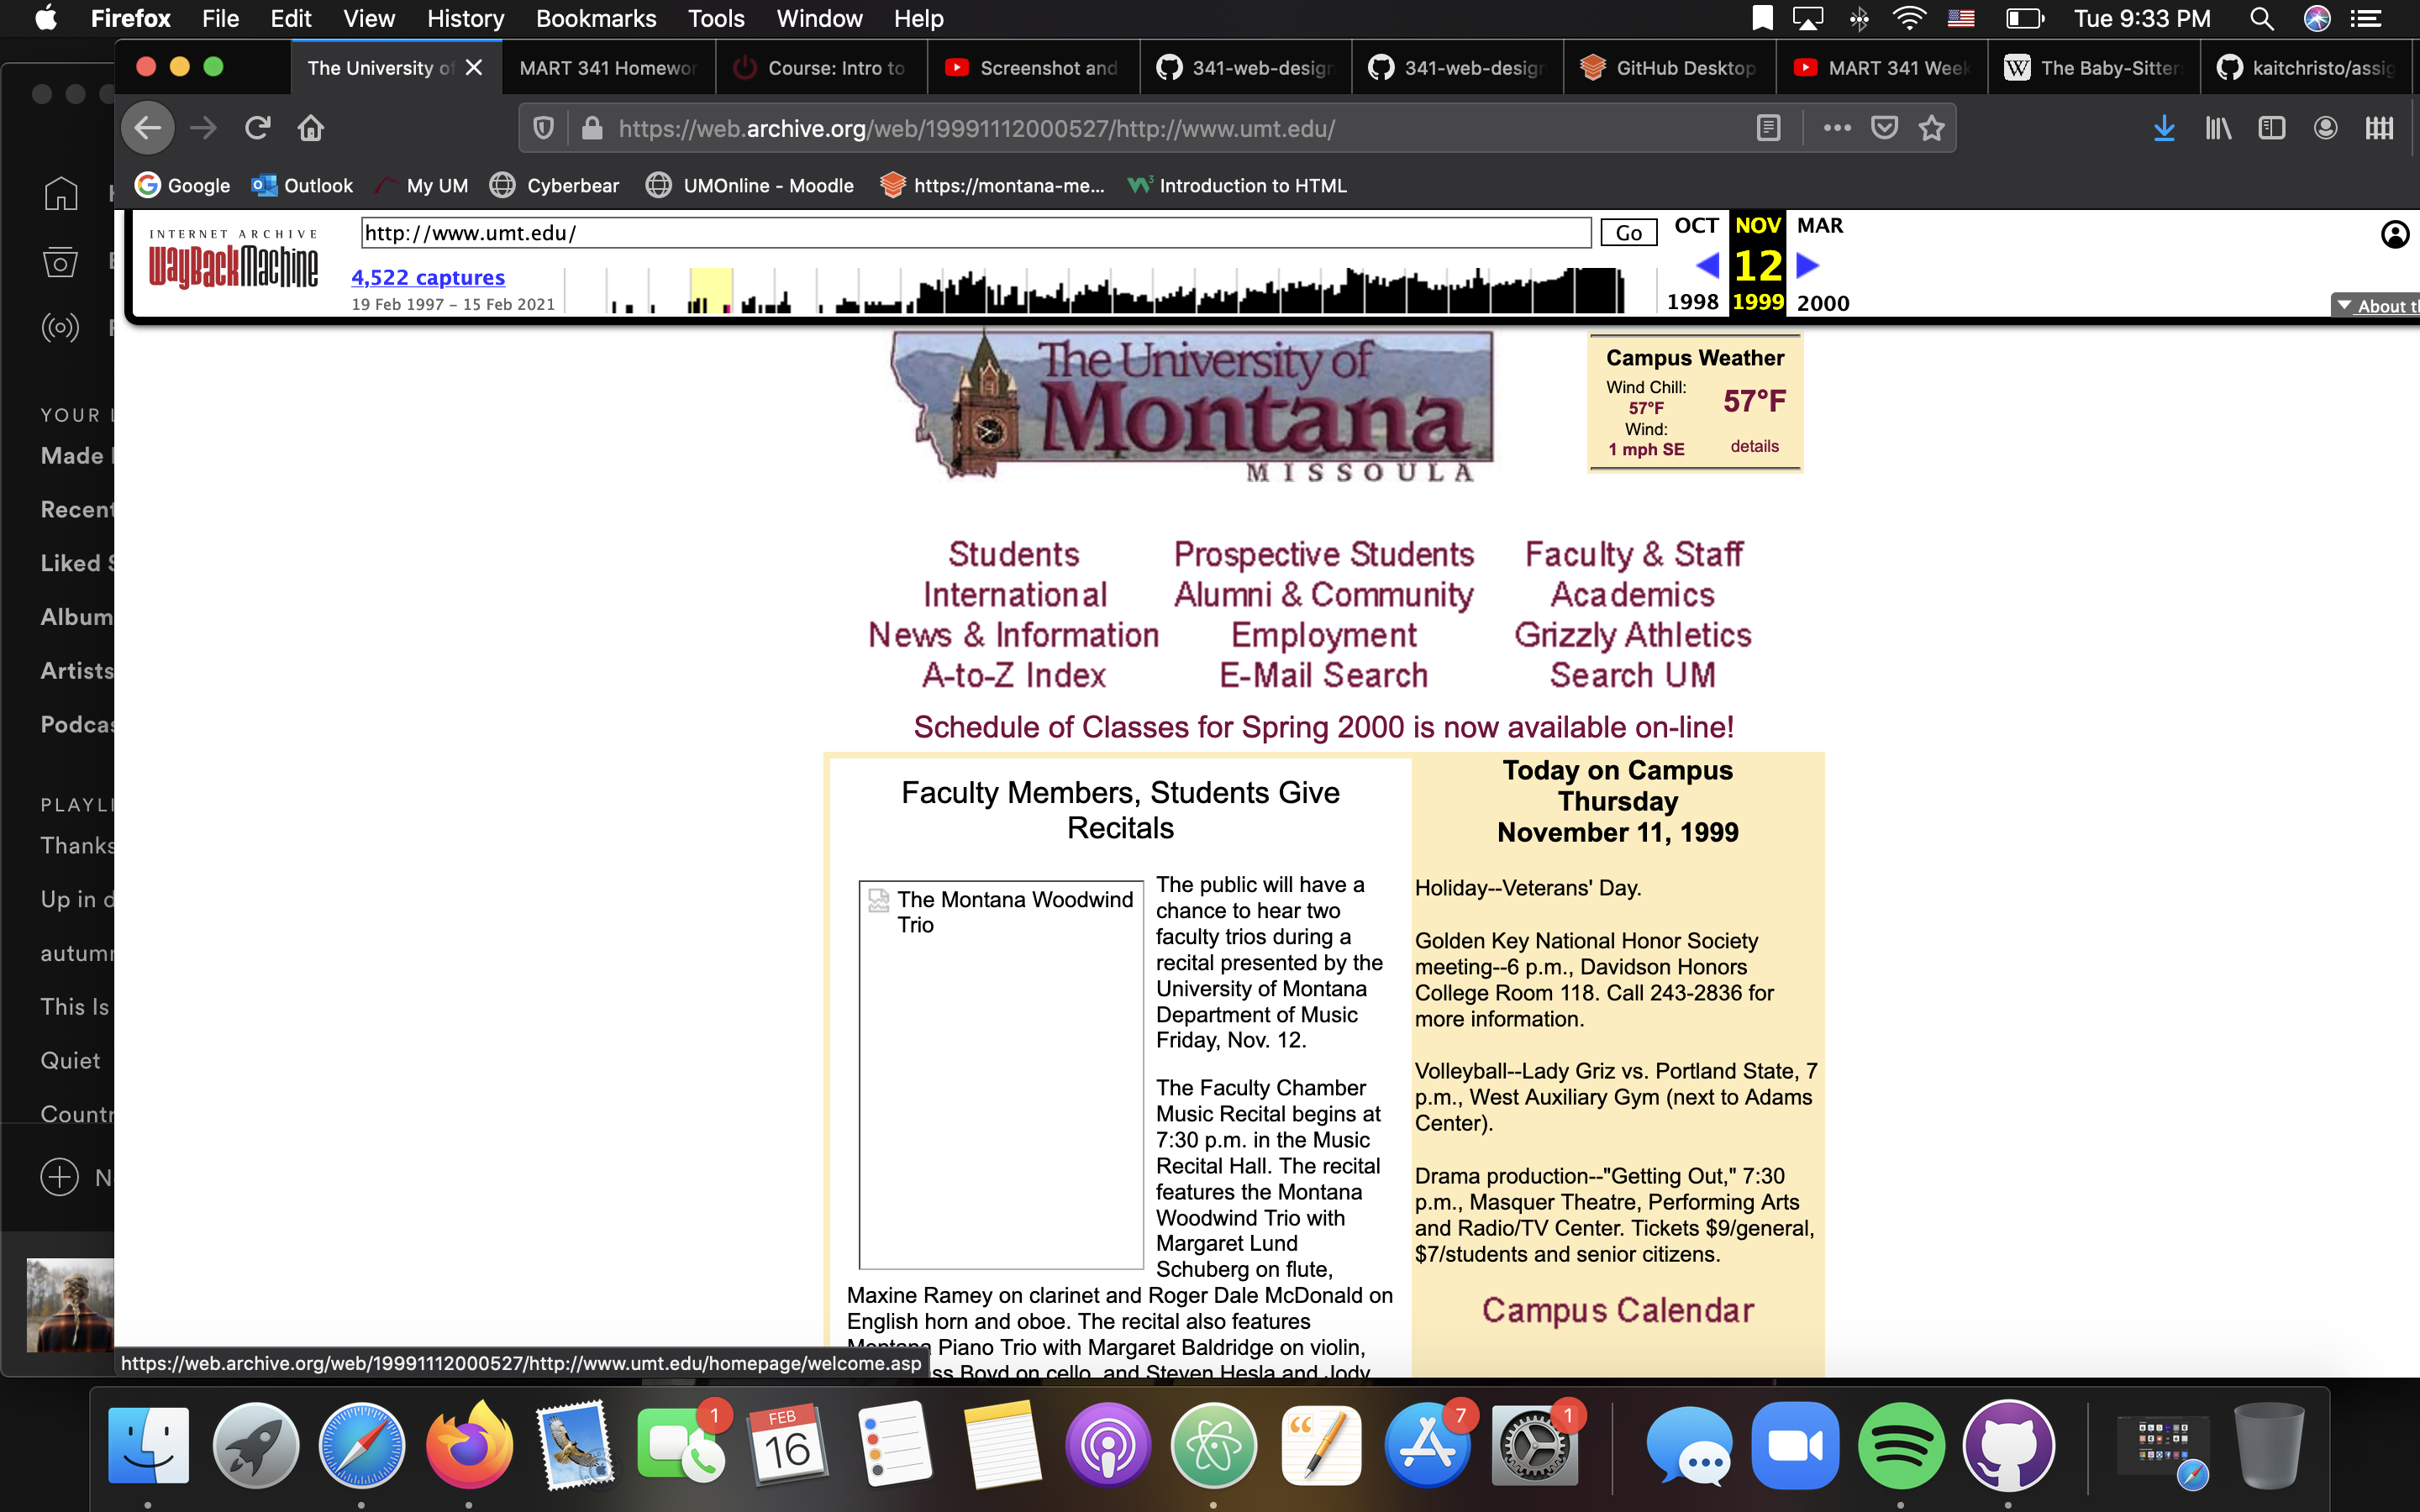 Firefox File Edit View History Bookmarks Tools Window Help
Tue 9:33 PM
The University of
MART 341 Homewor
Course: Intro to
Screenshot and
341-web-design
341-web-design
GitHub Desktop
MART 341 Week
The Baby-Sitter
kaitchristo/assig
https://web.archive.org/web/19991112000527/http://www.umt.edu/
Google Outlook My UM Cyberbear UMOnline - Moodle https://montana-me... Introduction to HTML
INTERNET ARCHIVE
WayBackMachine
http://www.umt.edu/
Go
4,522 captures
19 Feb 1997 – 15 Feb 2021
OCT NOV MAR
12
1998 1999 2000
About t
YOUR
Made
Recent
Liked S
Album
Artists
Podcas
PLAYLI
Thanks
Up in d
autum
This Is
Quiet
Countr
N
The University of
Montana
MISSOULA
Campus Weather
Wind Chill:
57°F
Wind:
1 mph SE
57°F
details
Students Prospective Students Faculty & Staff
International Alumni & Community Academics
News & Information Employment Grizzly Athletics
A-to-Z Index E-Mail Search Search UM
Schedule of Classes for Spring 2000 is now available on-line!
Faculty Members, Students Give
Recitals
The Montana Woodwind
Trio
The public will have a
chance to hear two
faculty trios during a
recital presented by the
University of Montana
Department of Music
Friday, Nov. 12.
The Faculty Chamber
Music Recital begins at
7:30 p.m. in the Music
Recital Hall. The recital
features the Montana
Woodwind Trio with
Margaret Lund
Schuberg on flute,
Maxine Ramey on clarinet and Roger Dale McDonald on
English horn and oboe. The recital also features
Montana Piano Trio with Margaret Baldridge on violin,
ss Boyd on cello, and Steven Hesla and Jody
Today on Campus
Thursday
November 11, 1999
Holiday--Veterans' Day.
Golden Key National Honor Society
meeting--6 p.m., Davidson Honors
College Room 118. Call 243-2836 for
more information.
Volleyball--Lady Griz vs. Portland State, 7
p.m., West Auxiliary Gym (next to Adams
Center).
Drama production--"Getting Out," 7:30
p.m., Masquer Theatre, Performing Arts
and Radio/TV Center. Tickets $9/general,
$7/students and senior citizens.
Campus Calendar
https://web.archive.org/web/19991112000527/http://www.umt.edu/homepage/welcome.asp
1
FEB
16
7
1